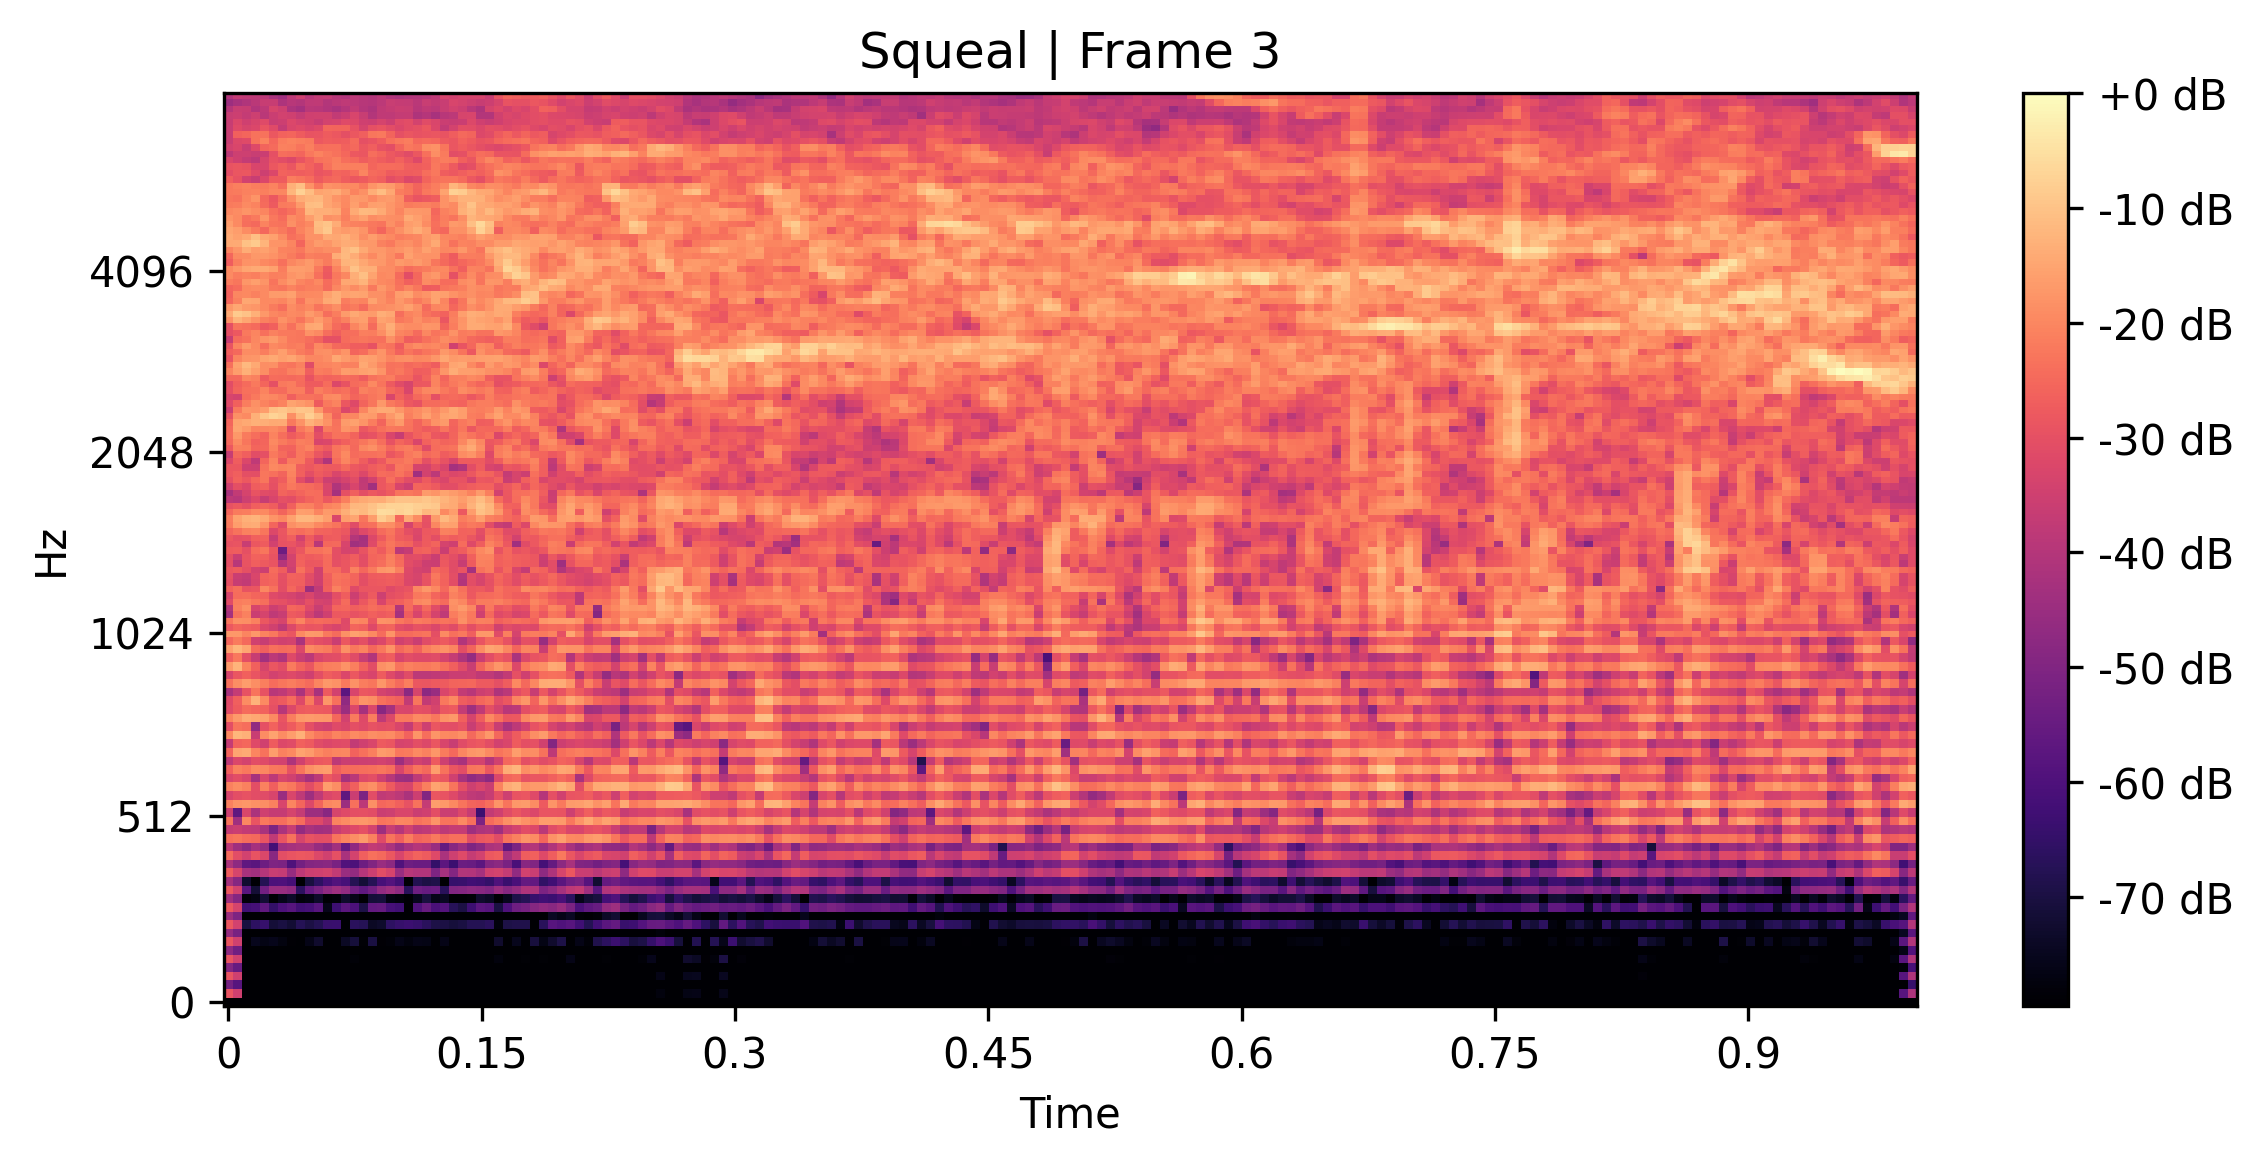 Squeal | Frame 3
+0 dB
-10 dB
-20 dB
-30 dB
-40 dB
-50 dB
-60 dB
-70 dB
4096
2048
1024
512
0
Hz
0 0.15 0.3 0.45 0.6 0.75 0.9
Time